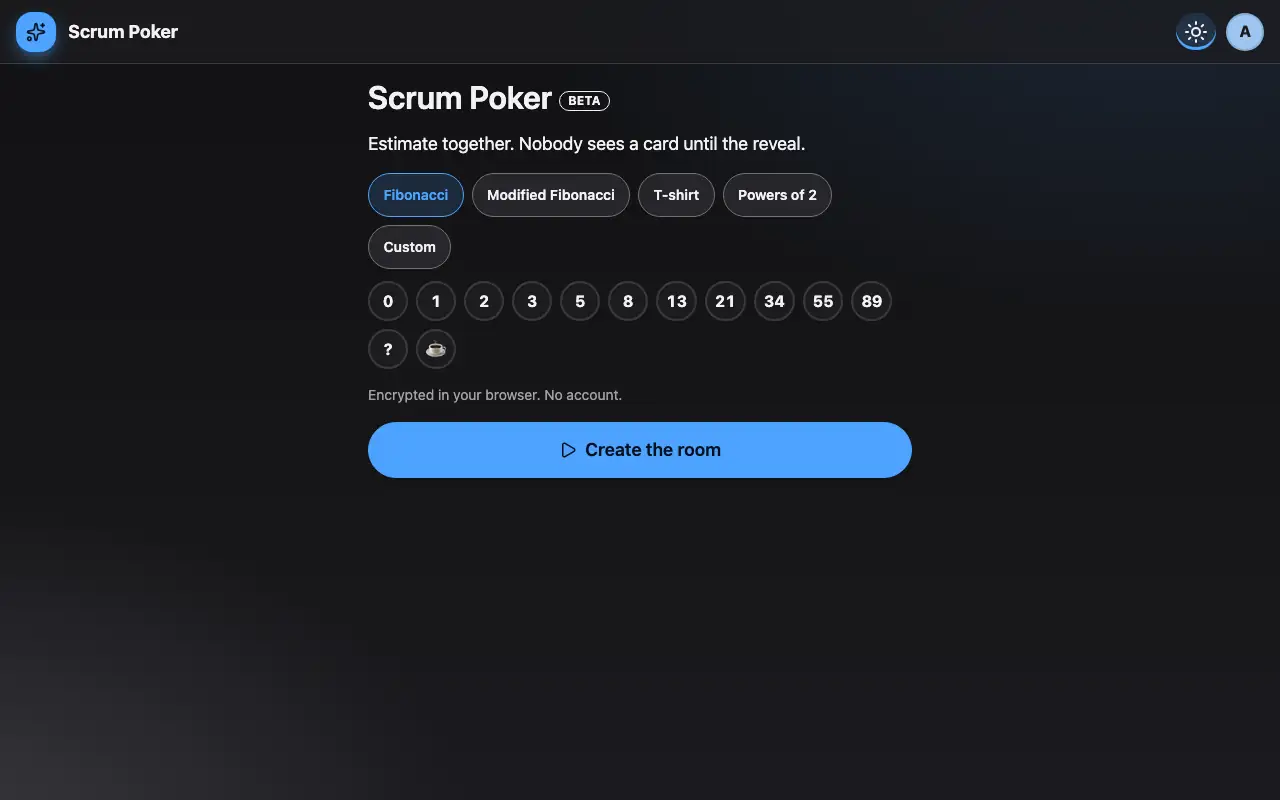 Scrum Poker
A
Scrum Poker BETA
Estimate together. Nobody sees a card until the reveal.
Fibonacci Modified Fibonacci T-shirt Powers of 2
Custom
0 1 2 3 5 8 13 21 34 55 89
? ☕
Encrypted in your browser. No account.
Create the room